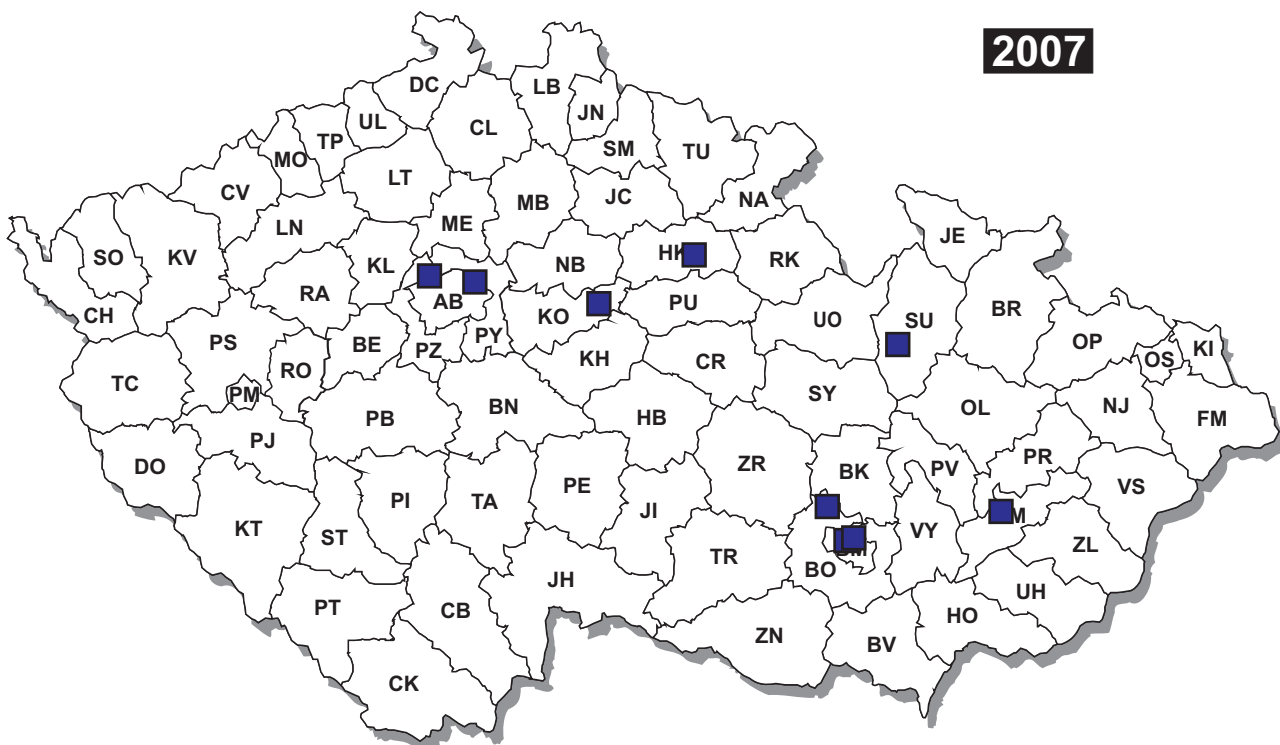 2007
DC
LB
JN
UL
CL
TP
SM
TU
MO
LT
CV
JC
NA
MB
ME
LN
JE
SO
KV
HK
KL
NB
RK
RA
AB
PU
BR
CH
KO
UO
SU
PS
PY
OP
KI
BE
PZ
KH
CR
OS
TC
RO
PM
PB
BN
HB
SY
OL
NJ
FM
PJ
DO
ZR
BK
PV
PR
PE
VS
PI
TA
JI
M
KT
ST
VY
ZL
BM
TR
BO
JH
UH
PT
CB
HO
ZN
BV
CK